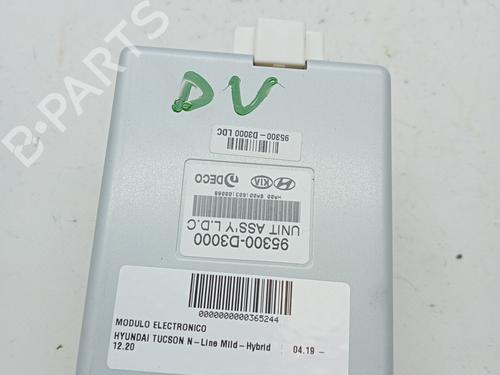 DV
95300-D3000 LDC
HYUNDAI KIA DECO
UNIT ASS'Y L.D.C
95300-D3000
0000000000365244
MODULO ELECTRONICO
HYUNDAI TUCSON N-Line Mild-Hybrid
04.19 -
12.20
B-PARTS